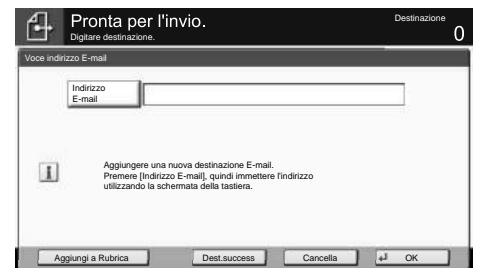 Pronta per l'invio.
Destinazione
Digitare destinazione.
0
Voce indirizzo E-mail
Indirizzo
E-mail
Aggiungere una nuova destinazione E-mail.
Premere [Indirizzo E-mail], quindi immettere l'indirizzo
utilizzando la schermata della tastiera.
Aggiungi a Rubrica
Dest.success
Cancella
OK